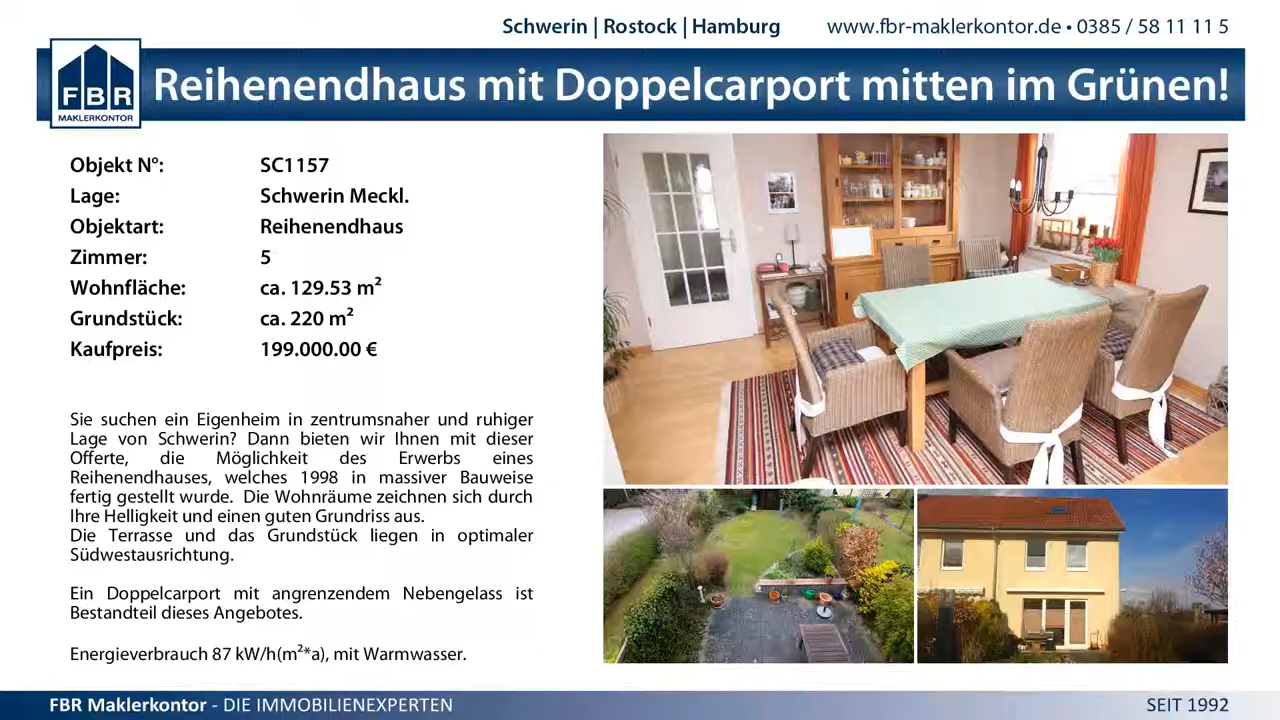 Schwerin | Rostock | Hamburg www.fbr-maklerkontor.de • 0385 / 58 11 11 5
FBR
MAKLERKONTOR
Reihenendhaus mit Doppelcarport mitten im Grünen!
Objekt N°: SC1157
Lage: Schwerin Meckl.
Objektart: Reihenendhaus
Zimmer: 5
Wohnfläche: ca. 129.53 m²
Grundstück: ca. 220 m²
Kaufpreis: 199.000.00 €
Sie suchen ein Eigenheim in zentrumsnaher und ruhiger
Lage von Schwerin? Dann bieten wir Ihnen mit dieser
Offerte, die Möglichkeit des Erwerbs eines
Reihenendhauses, welches 1998 in massiver Bauweise
fertig gestellt wurde. Die Wohnräume zeichnen sich durch
Ihre Helligkeit und einen guten Grundriss aus.
Die Terrasse und das Grundstück liegen in optimaler
Südwestausrichtung.
Ein Doppelcarport mit angrenzendem Nebengelass ist
Bestandteil dieses Angebotes.
Energieverbrauch 87 kW/h(m²*a), mit Warmwasser.
FBR Maklerkontor - DIE IMMOBILIENEXPERTEN SEIT 1992